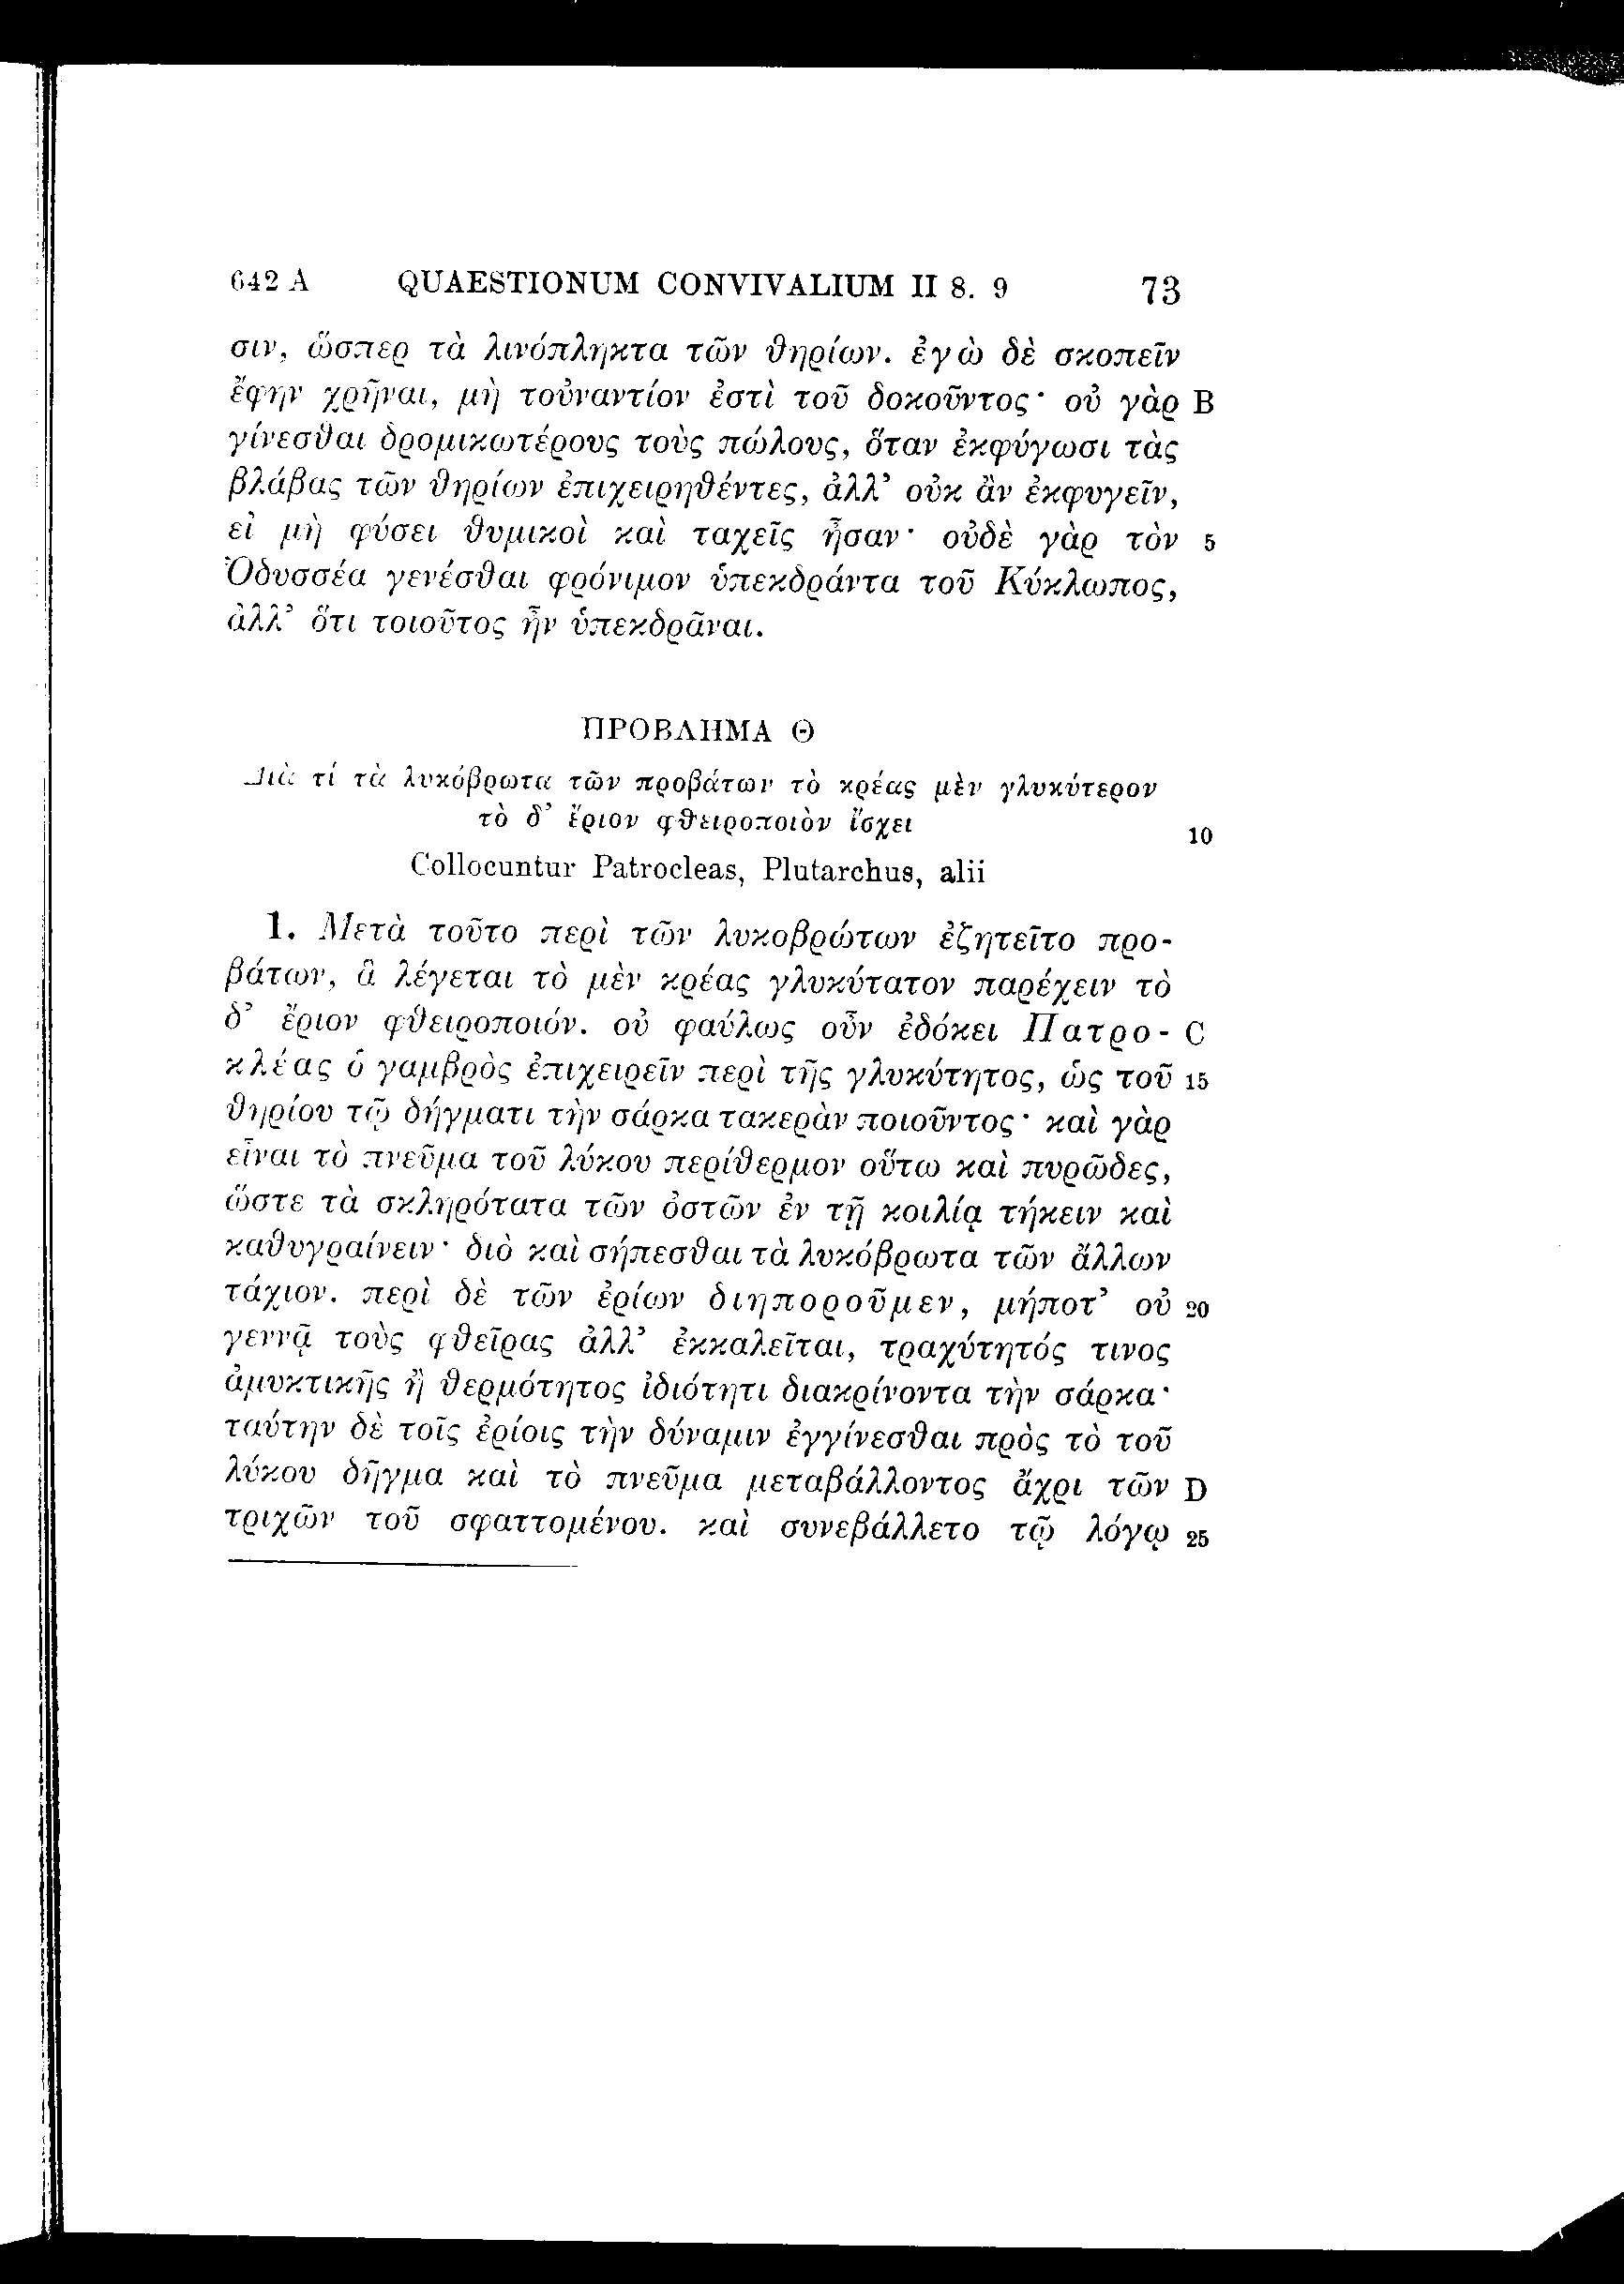 642 A QUAESTIONUM CONVIVALIUM II 8. 9 73
σιν, ὥσπερ τὰ λινόπληκτα τῶν θηρίων. ἐγὼ δὲ σκοπεῖν
ἔφην χρῆναι, μὴ τοὐναντίον ἐστὶ τοῦ δοκοῦντος· οὐ γὰρ B
γίνεσθαι δρομικωτέρους τοὺς πώλους, ὅταν ἐκφύγωσι τὰς
βλάβας τῶν θηρίων ἐπιχειρηθέντες, ἀλλ’ οὐκ ἂν ἐκφυγεῖν,
εἰ μὴ φύσει θυμικοὶ καὶ ταχεῖς ἦσαν· οὐδὲ γὰρ τὸν 5
Ὀδυσσέα γενέσθαι φρόνιμον ὑπεκδράντα τοῦ Κύκλωπος,
ἀλλ’ ὅτι τοιοῦτος ἦν ὑπεκδρᾶναι.
ΠΡΟΒΛΗΜΑ Θ
Διὰ τί τὰ λυκόβρωτα τῶν προβάτων τὸ κρέας μὲν γλυκύτερον
τὸ δ’ ἔριον φθειροποιὸν ἴσχει 10
Collocuntur Patrocleas, Plutarchus, alii
1. Μετὰ τοῦτο περὶ τῶν λυκοβρώτων ἐζητεῖτο προ-
βάτων, ἃ λέγεται τὸ μὲν κρέας γλυκύτατον παρέχειν τὸ
δ’ ἔριον φθειροποιόν. οὐ φαύλως οὖν ἐδόκει Πατρο- C
κλέας ὁ γαμβρὸς ἐπιχειρεῖν περὶ τῆς γλυκύτητος, ὡς τοῦ 15
θηρίου τῷ δήγματι τὴν σάρκα τακερὰν ποιοῦντος· καὶ γὰρ
εἶναι τὸ πνεῦμα τοῦ λύκου περίθερμον οὕτω καὶ πυρῶδες,
ὥστε τὰ σκληρότατα τῶν ὀστῶν ἐν τῇ κοιλίᾳ τήκειν καὶ
καθυγραίνειν· διὸ καὶ σήπεσθαι τὰ λυκόβρωτα τῶν ἄλλων
τάχιον. περὶ δὲ τῶν ἐρίων διηποροῦμεν, μήποτ’ οὐ 20
γεννᾷ τοὺς φθεῖρας ἀλλ’ ἐκκαλεῖται, τραχύτητός τινος
ἀμυκτικῆς ἢ θερμότητος ἰδιότητι διακρίνοντα τὴν σάρκα·
ταύτην δὲ τοῖς ἐρίοις τὴν δύναμιν ἐγγίνεσθαι πρὸς τὸ τοῦ
λύκου δῆγμα καὶ τὸ πνεῦμα μεταβάλλοντος ἄχρι τῶν D
τριχῶν τοῦ σφαττομένου. καὶ συνεβάλλετο τῷ λόγῳ 25